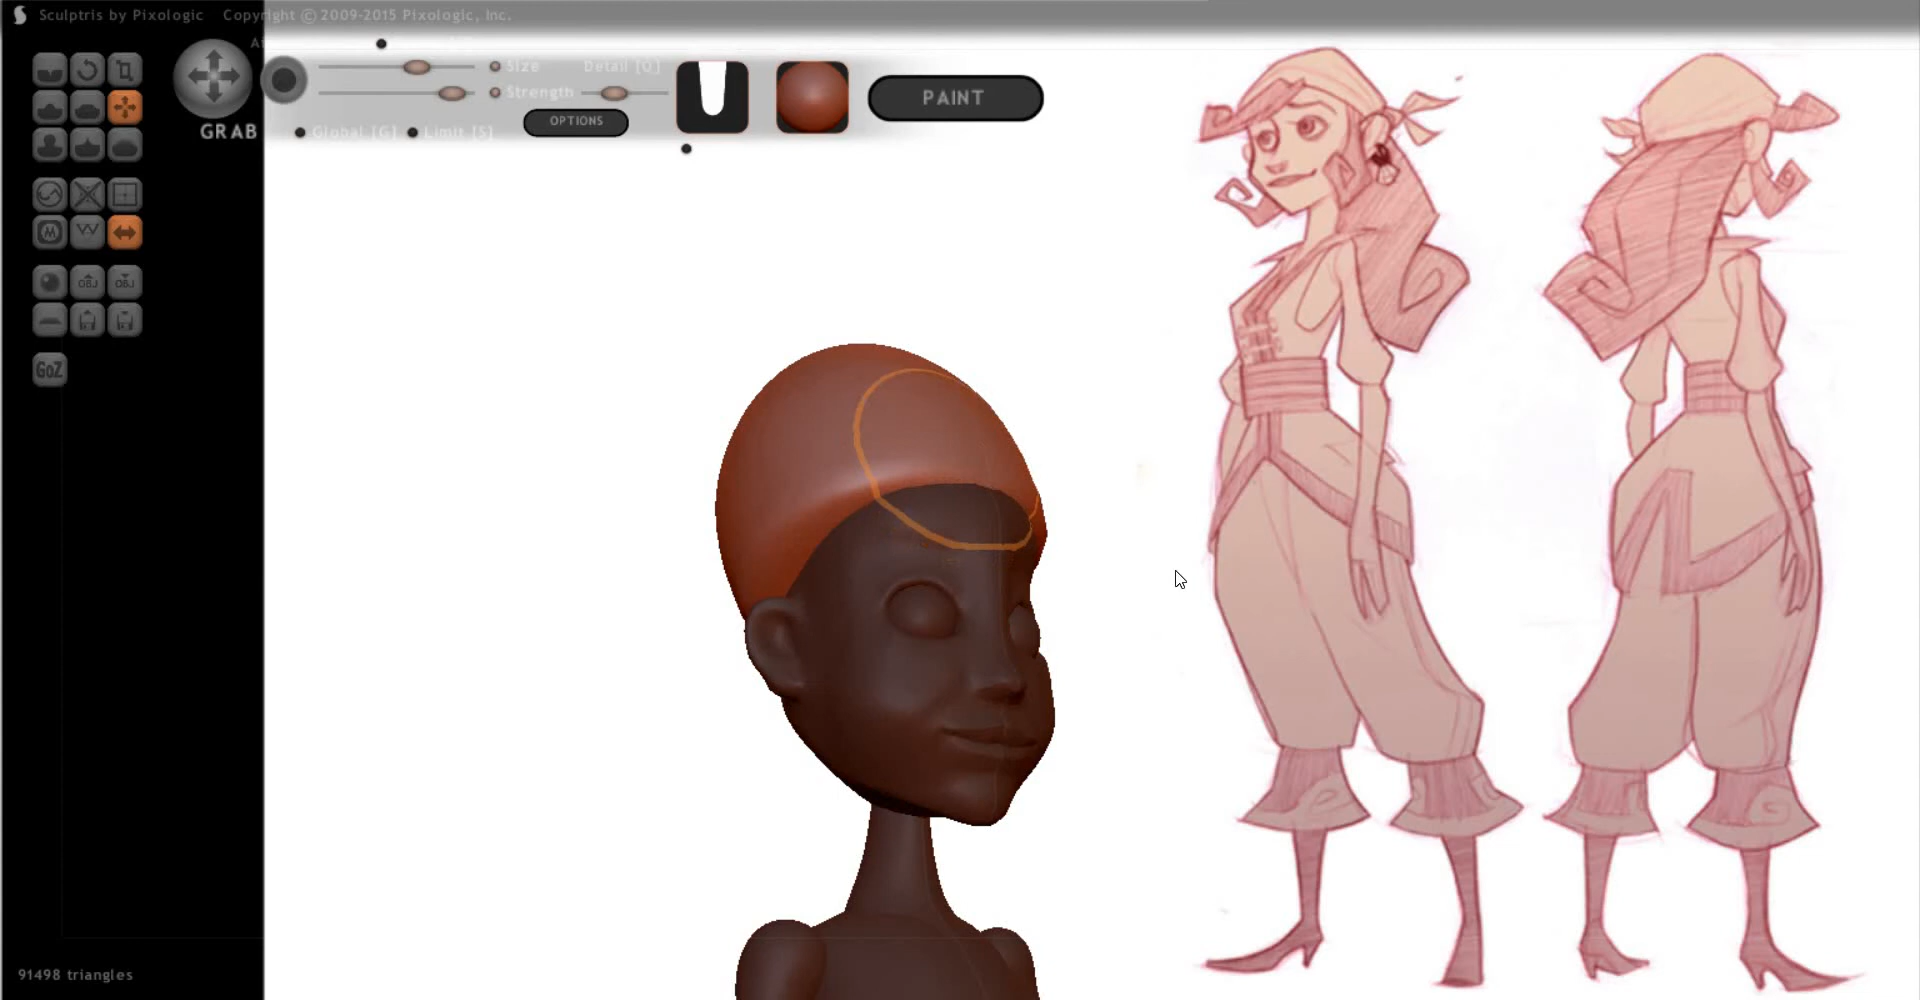 Sculptris by Pixologic Copyright © 2009-2015 Pixologic, Inc.
Size Detail [Q]
Strength
PAINT
OPTIONS
GRAB
Global [G] Limit [S]
OBJ OBJ
GoZ
91498 triangles